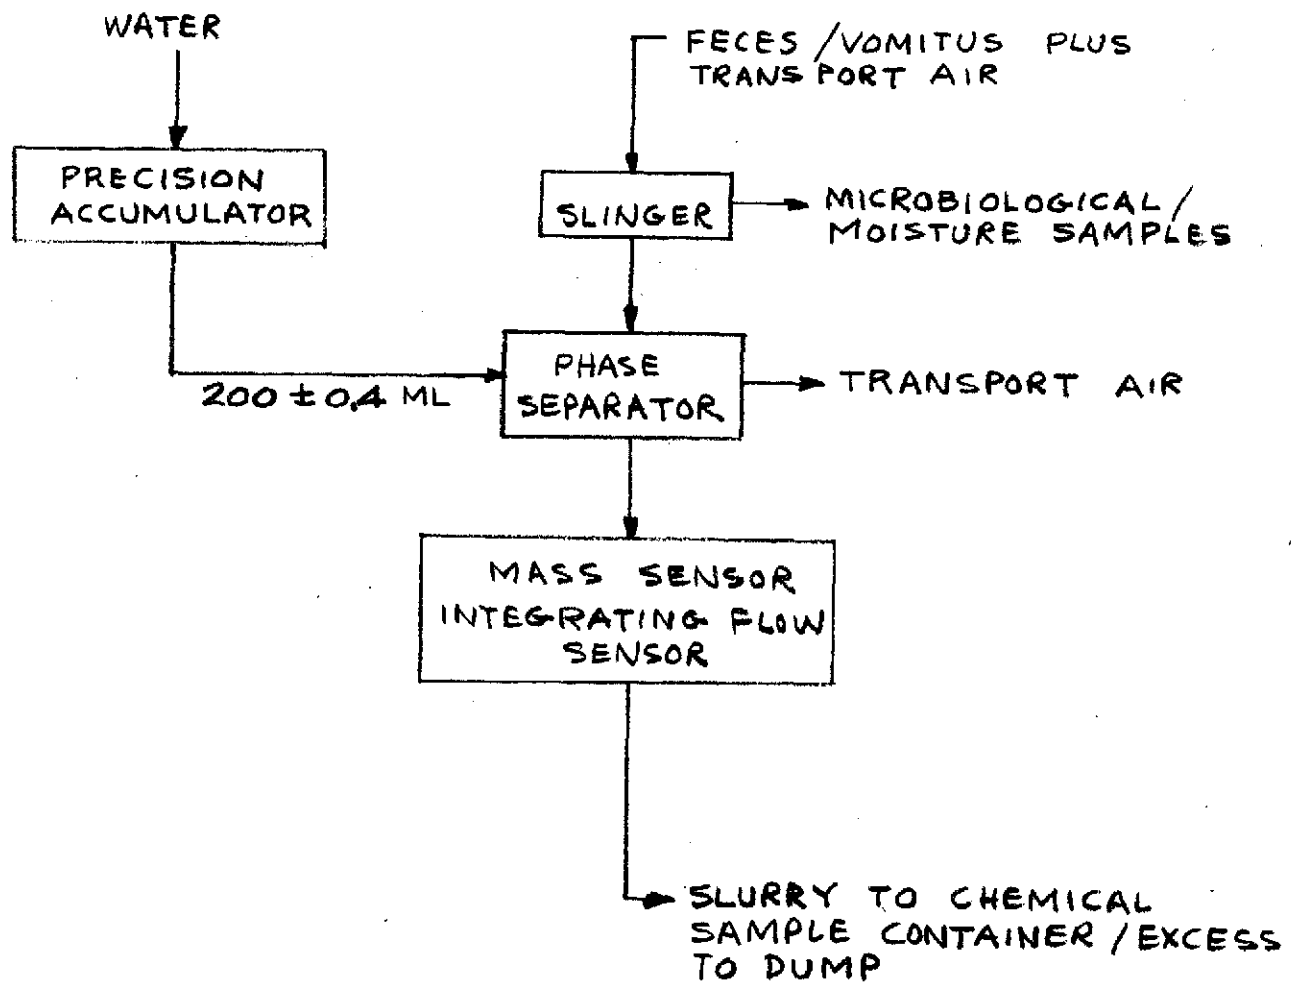 WATER
FECES / VOMITUS PLUS
TRANSPORT AIR
PRECISION
ACCUMULATOR
SLINGER
MICROBIOLOGICAL /
MOISTURE SAMPLES
PHASE
SEPARATOR
200 ± 0.4 ML
TRANSPORT AIR
MASS SENSOR
INTEGRATING FLOW
SENSOR
SLURRY TO CHEMICAL
SAMPLE CONTAINER / EXCESS
TO DUMP